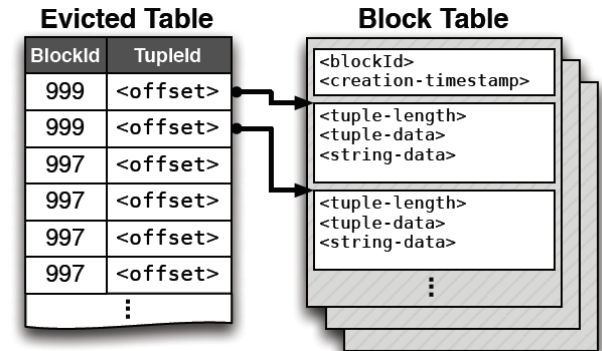 Evicted Table
BlockId TupleId
999 <offset>
999 <offset>
997 <offset>
997 <offset>
997 <offset>
997 <offset>
⋮
Block Table
<blockId>
<creation-timestamp>
<tuple-length>
<tuple-data>
<string-data>
<tuple-length>
<tuple-data>
<string-data>
⋮